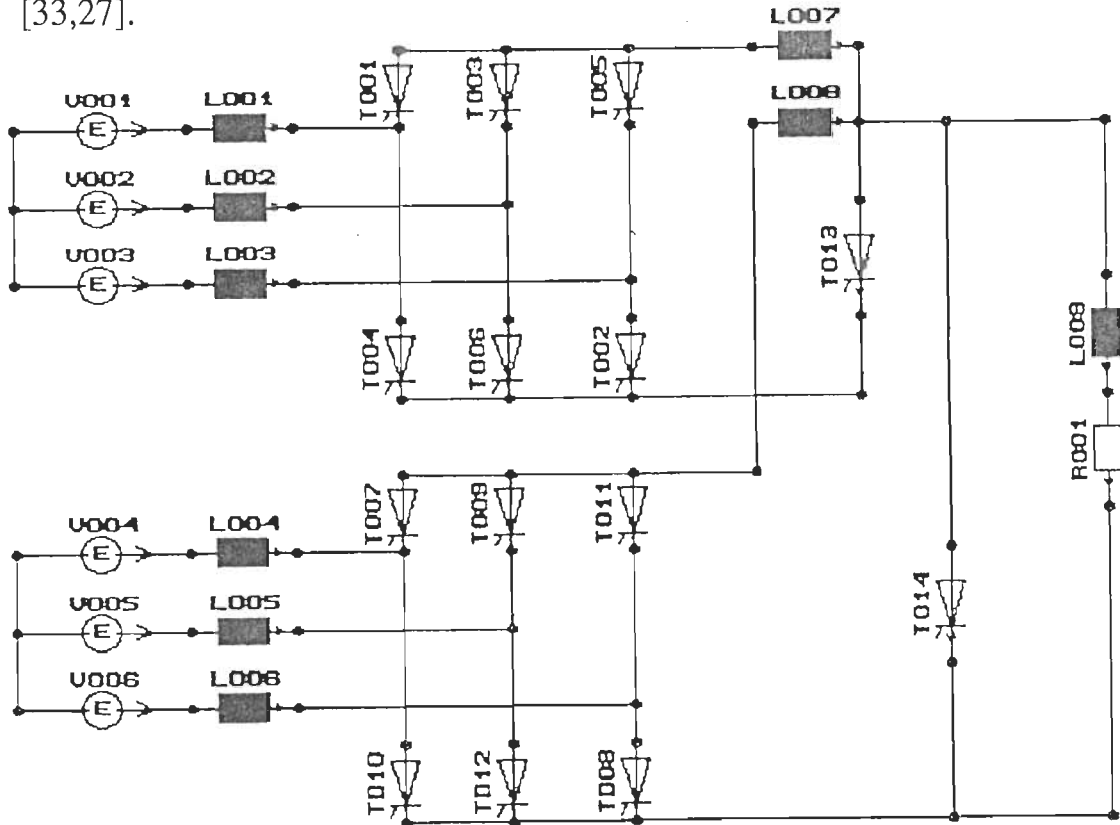 [33,27].
L007
T001
T003
T005
L008
V001
L001
E
V002
L002
E
V003
L003
E
T013
T004
T006
T002
L009
R001
T007
T009
T011
V004
L004
E
V005
L005
E
T014
V006
L006
E
T010
T012
T008